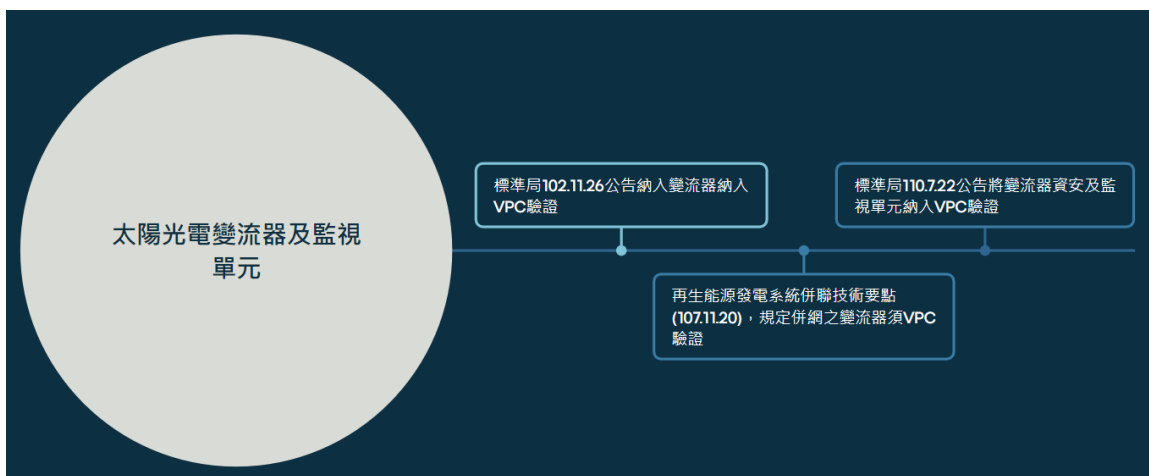 太陽光電變流器及監視
單元
標準局102.11.26公告納入變流器納入
VPC驗證
再生能源發電系統併聯技術要點
(107.11.20)，規定併網之變流器須VPC
驗證
標準局110.7.22公告將變流器資安及監
視單元納入VPC驗證